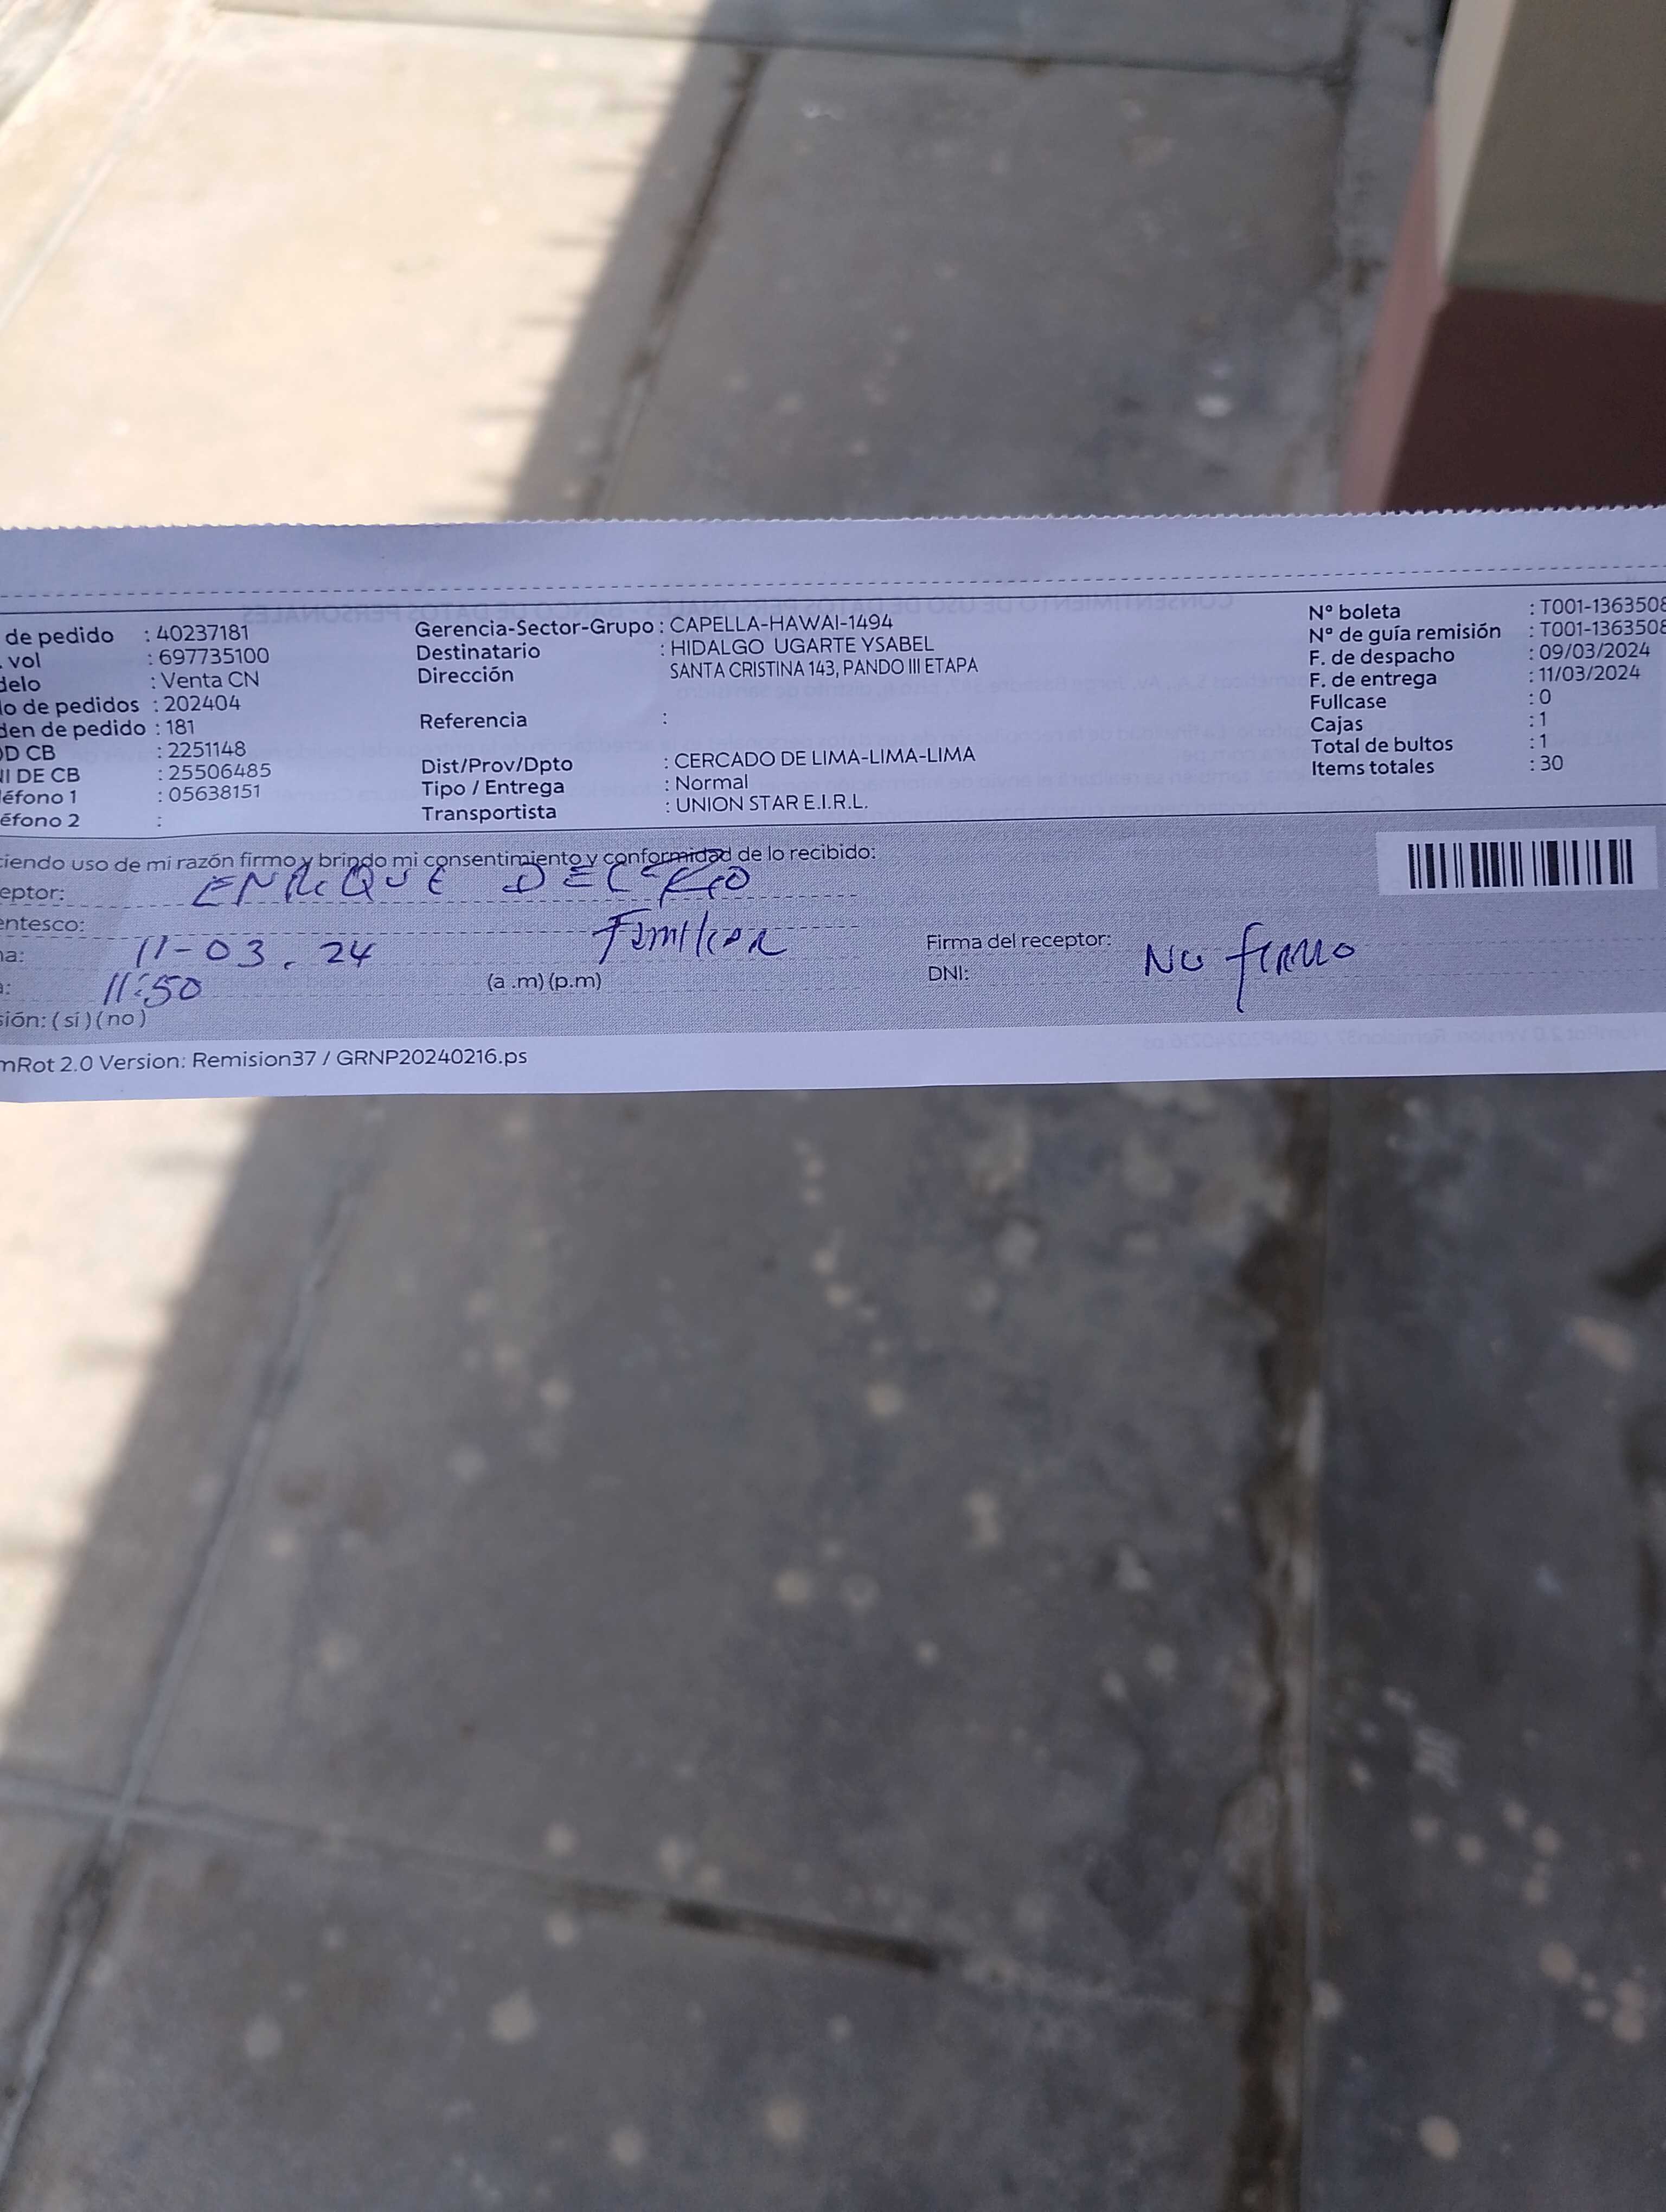 de pedido : 40237181
vol : 697735100
delo : Venta CN
o de pedidos : 202404
den de pedido : 181
D CB : 2251148
NI DE CB : 25506485
éfono 1 : 05638151
éfono 2 :
Gerencia-Sector-Grupo : CAPELLA-HAWAI-1494
Destinatario : HIDALGO UGARTE YSABEL
Dirección SANTA CRISTINA 143, PANDO III ETAPA
Referencia :
Dist/Prov/Dpto : CERCADO DE LIMA-LIMA-LIMA
Tipo / Entrega : Normal
Transportista : UNION STAR E.I.R.L.
N° boleta : T001-1363508
N° de guía remisión : T001-1363508
F. de despacho : 09/03/2024
F. de entrega : 11/03/2024
Fullcase : 0
Cajas : 1
Total de bultos : 1
Items totales : 30
ciendo uso de mi razón firmo y brindo mi consentimiento y conformidad de lo recibido:
eptor: ENRIQUE DEL RIO
entesco: Familiar
na: 11-03.24
a: 11:50 (a .m) (p.m)
sión: ( sí ) ( no )
Firma del receptor: NO firmo
DNI:
mRot 2.0 Version: Remision37 / GRNP20240216.ps